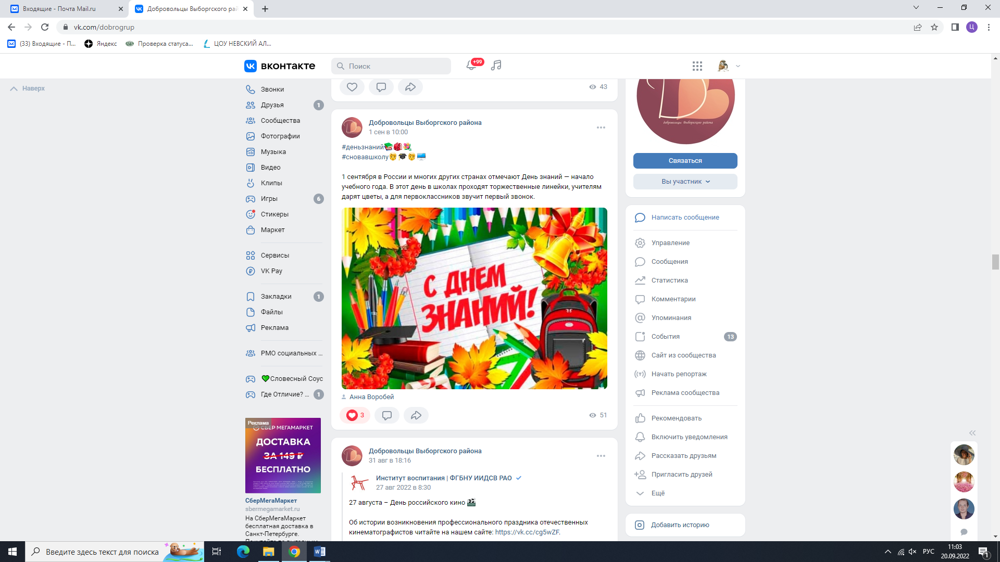 Входящие - Почта Mail.ru
Добровольцы Выборгского рай
vk.com/dobrogrup
(33) Входящие - П...
Яндекс
Проверка статуса...
ЦОУ НЕВСКИЙ АЛ...
Ц
вконтакте
Поиск
+99
Наверх
Звонки
Друзья 1
Сообщества
Фотографии
Музыка
Видео
Клипы
Игры 6
Стикеры
Маркет
Сервисы
VK Pay
Закладки 1
Файлы
Реклама
РМО социальных ...
Словесный Соус
Где Отличие? ... 1
Реклама
СБЕР МЕГАМАРКЕТ
ДОСТАВКА
ЗА 149 ₽
БЕСПЛАТНО
СберМегаМаркет
sbermegamarket.ru
На СберМегаМаркет
бесплатная доставка в
Санкт-Петербурге.
43
Добровольцы Выборгского района
1 сен в 10:00
#деньзнаний
#сновавшколу
1 сентября в России и многих других странах отмечают День знаний — начало
учебного года. В этот день в школах проходят торжественные линейки, учителям
дарят цветы, а для первоклассников звучит первый звонок.
С ДНЕМ
ЗНАНИЙ!
Анна Воробей
3
51
Добровольцы Выборгского района
31 авг в 18:16
Институт воспитания | ФГБНУ ИИДСВ РАО
27 авг 2022 в 8:30
27 августа – День российского кино
Об истории возникновения профессионального праздника отечественных
кинематографистов читайте на нашем сайте: https://vk.cc/cg5wZF.
добровольцы Выборгского района
Связаться
Вы участник
Написать сообщение
Управление
Сообщения
Статистика
Комментарии
Упоминания
События 13
Сайт из сообщества
Начать репортаж
Реклама сообщества
Рекомендовать
Включить уведомления
Рассказать друзьям
Пригласить друзей
Ещё
Добавить историю
Введите здесь текст для поиска
РУС
11:03
20.09.2022
1